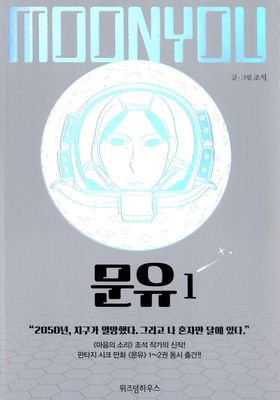 MOONYOU
글·그림 조석
문유 1
“2050년, 지구가 멸망했다. 그리고 나 혼자만 달에 있다.”
《마음의 소리》 조석 작가의 신작!
판타지 시크 만화 《문유》 1~2권 동시 출간!!
위즈덤하우스